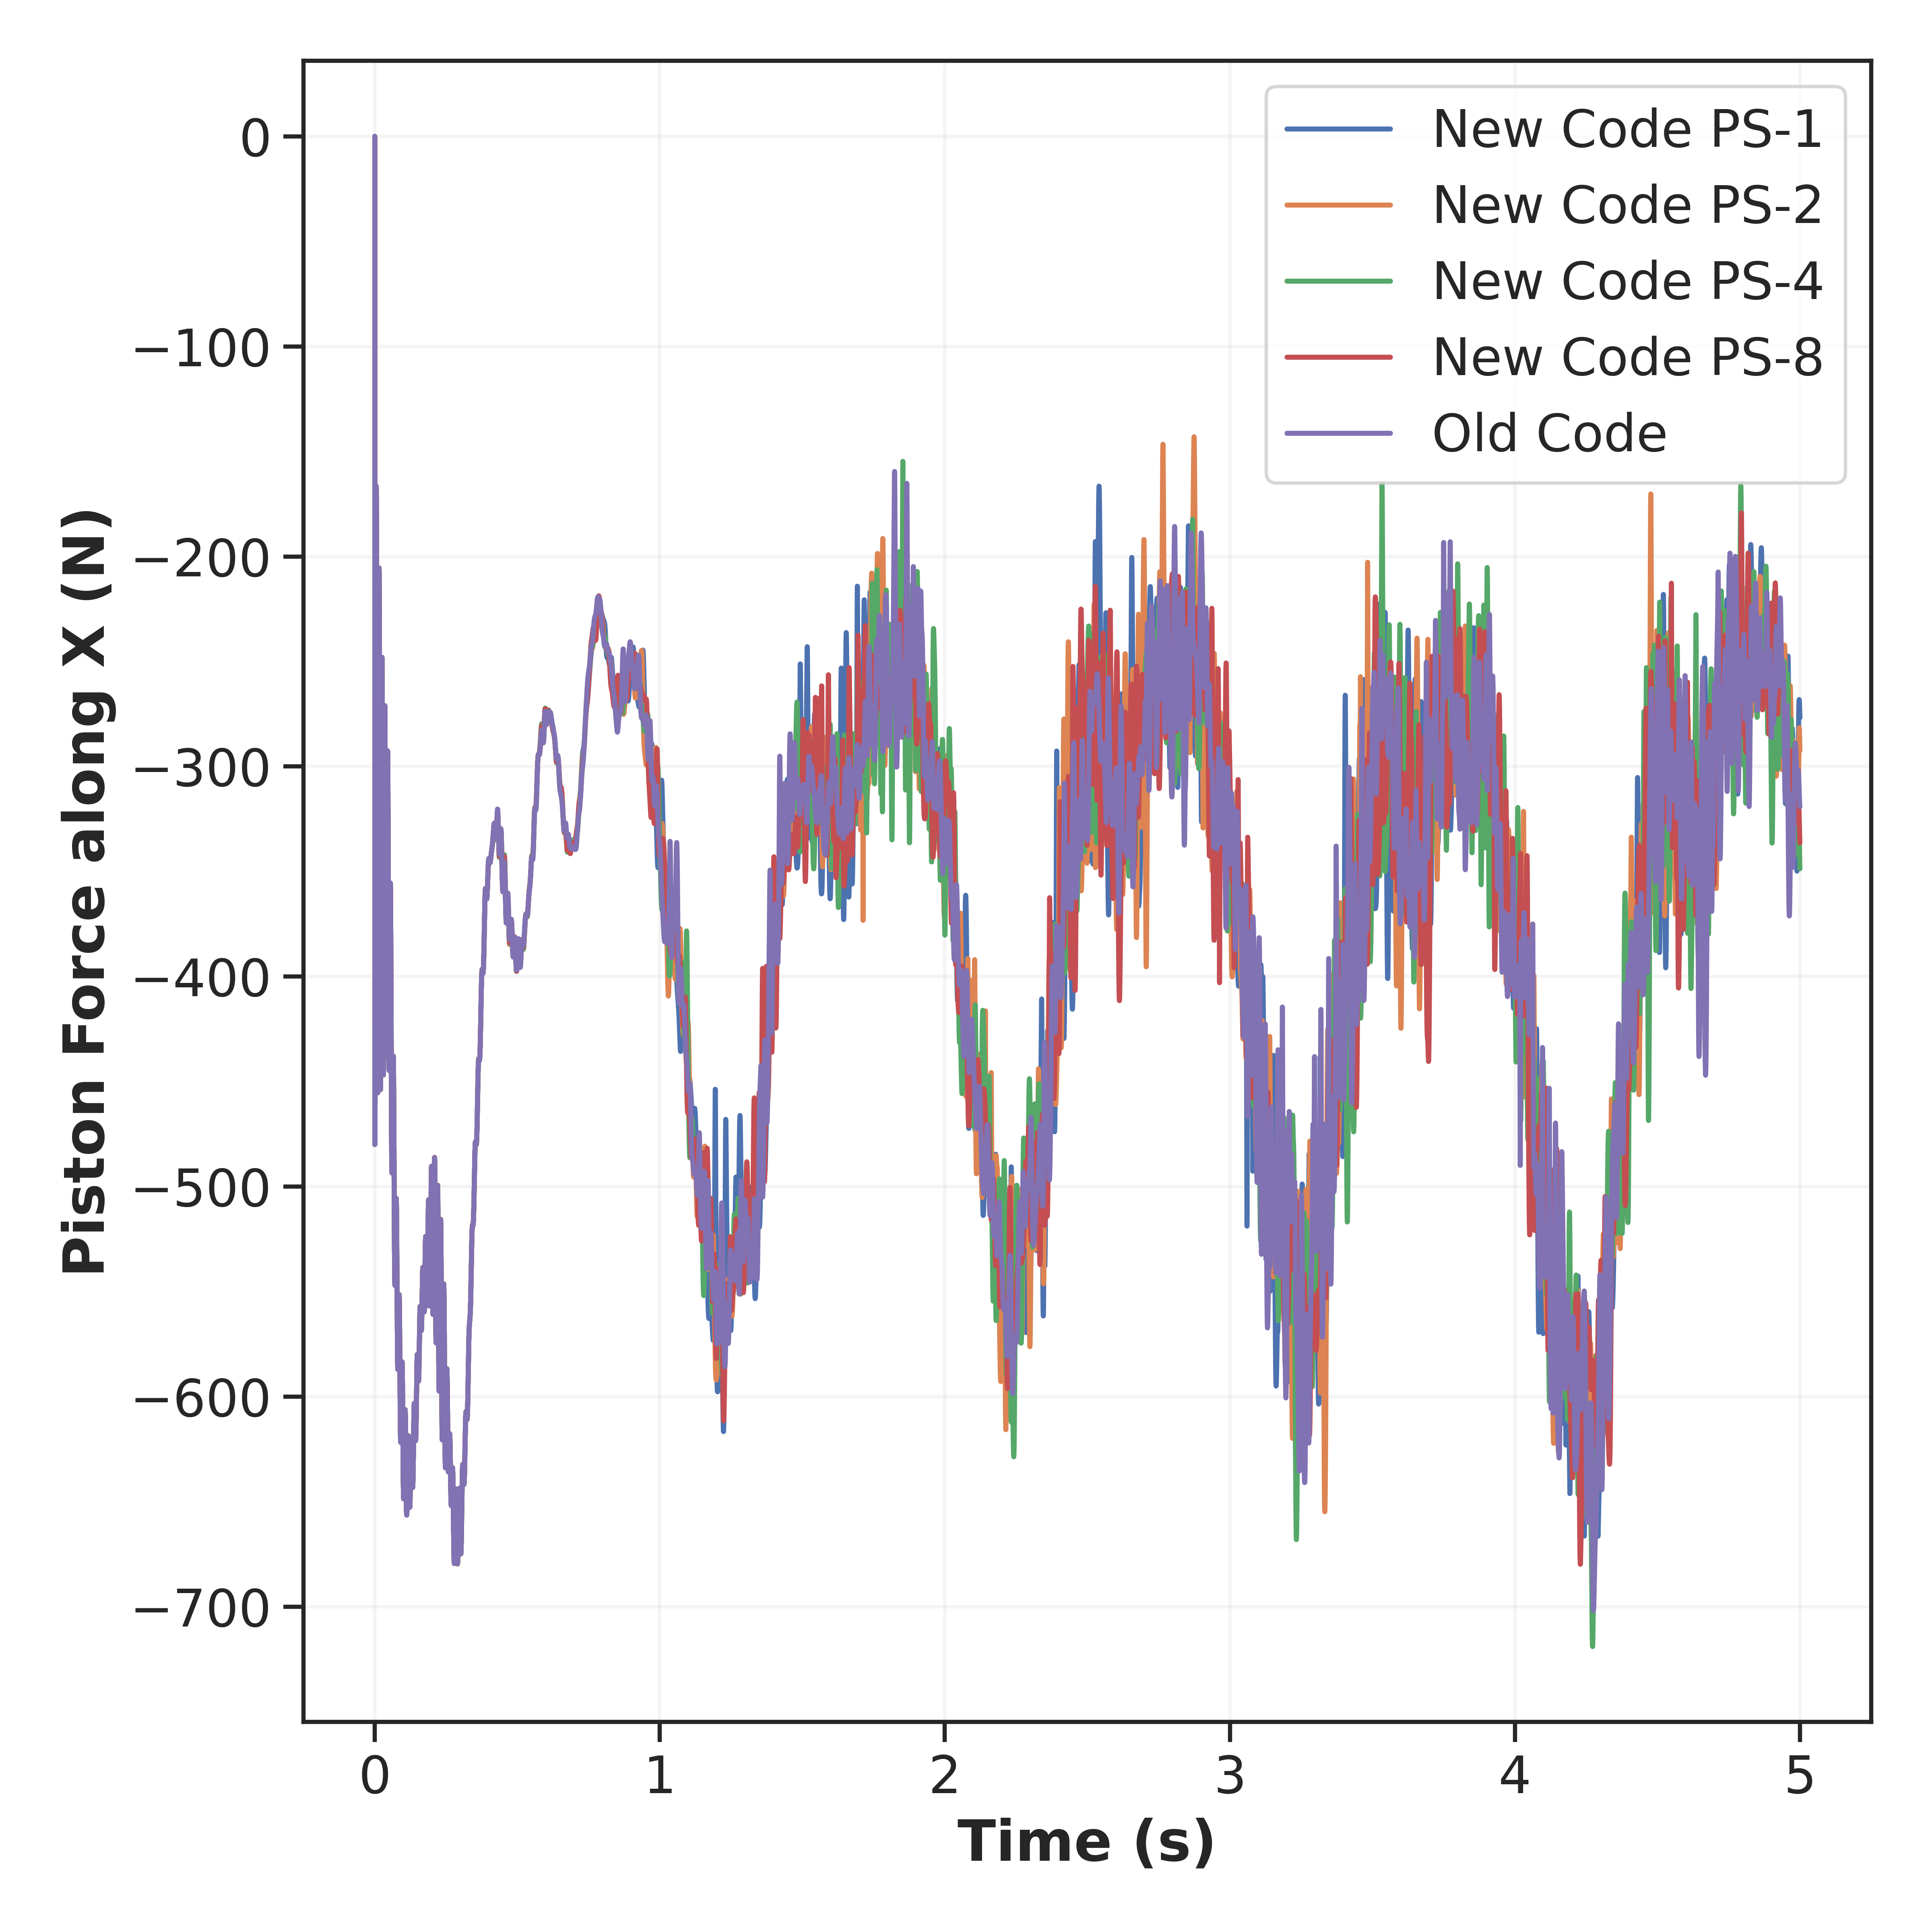 New Code PS-1
New Code PS-2
New Code PS-4
New Code PS-8
Old Code
Piston Force along X (N)
0
−100
−200
−300
−400
−500
−600
−700
0 1 2 3 4 5
Time (s)